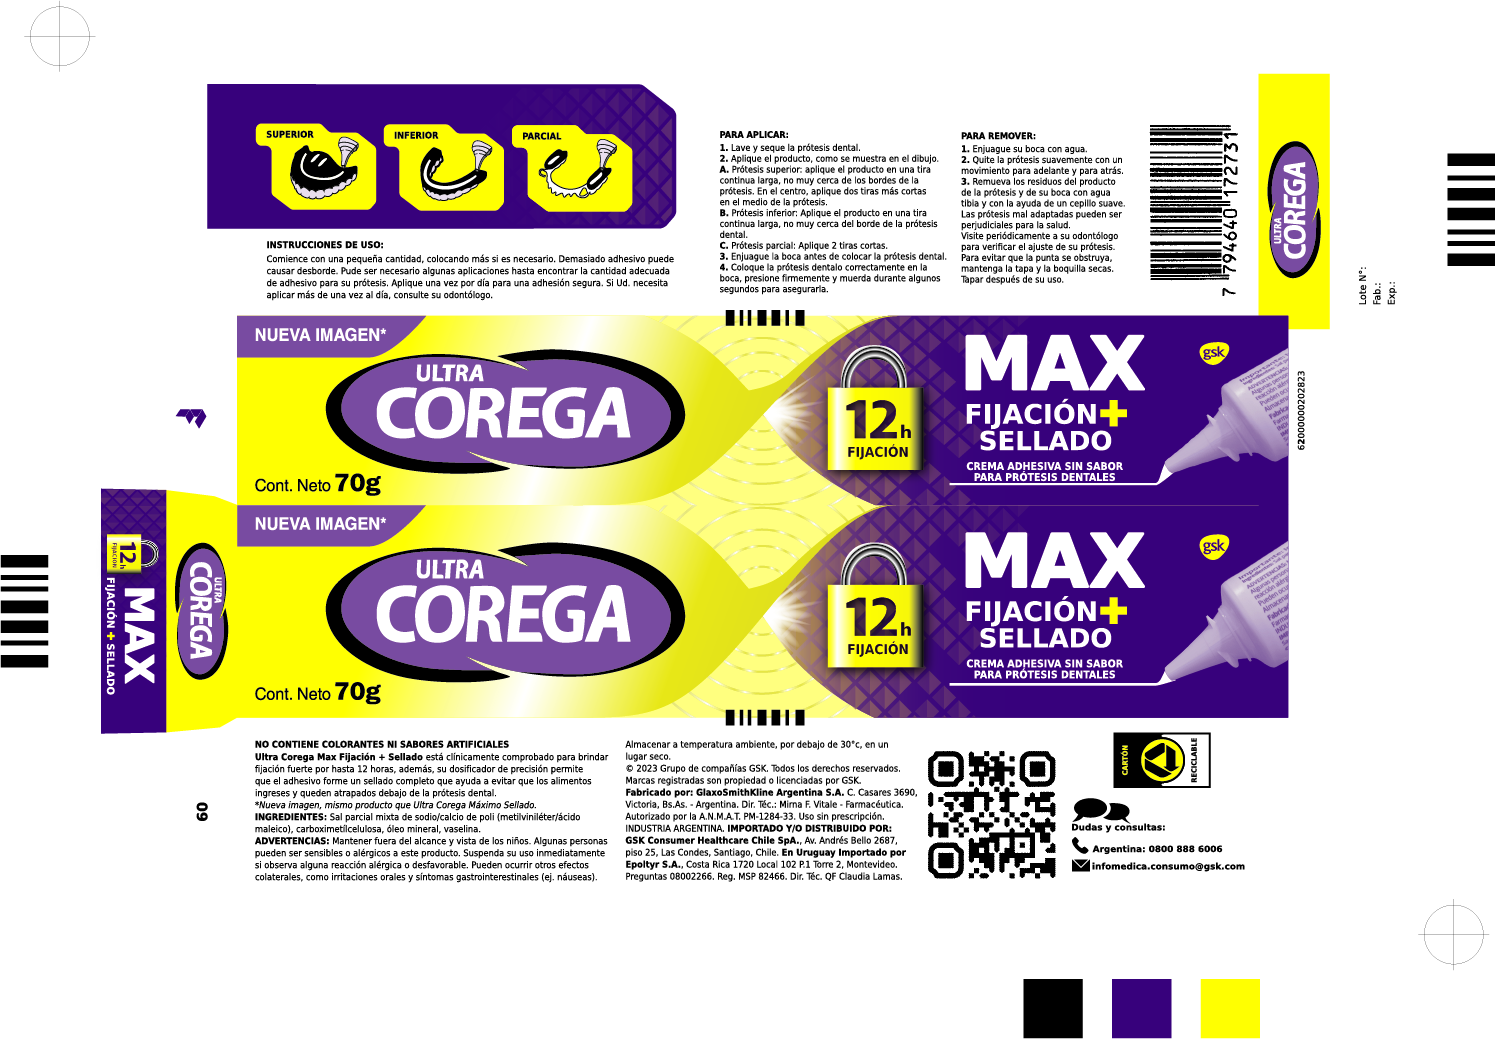 SUPERIOR
INFERIOR
PARCIAL
INSTRUCCIONES DE USO:
Comience con una pequeña cantidad, colocando más si es necesario. Demasiado adhesivo puede
causar desborde. Pude ser necesario algunas aplicaciones hasta encontrar la cantidad adecuada
de adhesivo para su prótesis. Aplique una vez por día para una adhesión segura. Si Ud. necesita
aplicar más de una vez al día, consulte su odontólogo.
PARA APLICAR:
1. Lave y seque la prótesis dental.
2. Aplique el producto, como se muestra en el dibujo.
A. Prótesis superior: aplique el producto en una tira
continua larga, no muy cerca de los bordes de la
prótesis. En el centro, aplique dos tiras más cortas
en el medio de la prótesis.
B. Prótesis inferior: Aplique el producto en una tira
continua larga, no muy cerca del borde de la prótesis
dental.
C. Prótesis parcial: Aplique 2 tiras cortas.
3. Enjuague la boca antes de colocar la prótesis dental.
4. Coloque la prótesis dentalo correctamente en la
boca, presione firmemente y muerda durante algunos
segundos para asegurarla.
PARA REMOVER:
1. Enjuague su boca con agua.
2. Quite la prótesis suavemente con un
movimiento para adelante y para atrás.
3. Remueva los residuos del producto
de la prótesis y de su boca con agua
tibia y con la ayuda de un cepillo suave.
Las prótesis mal adaptadas pueden ser
perjudiciales para la salud.
Visite periódicamente a su odontólogo
para verificar el ajuste de su prótesis.
Para evitar que la punta se obstruya,
mantenga la tapa y la boquilla secas.
Tapar después de su uso.
7 794640 172731
ULTRA
COREGA
Lote N°:
Fab.:
Exp.:
NUEVA IMAGEN*
ULTRA
COREGA
Cont. Neto 70g
12h
FIJACIÓN
MAX
FIJACIÓN+
SELLADO
CREMA ADHESIVA SIN SABOR
PARA PRÓTESIS DENTALES
gsk
62000000202823
NUEVA IMAGEN*
ULTRA
COREGA
Cont. Neto 70g
12h
FIJACIÓN
MAX
FIJACIÓN+
SELLADO
CREMA ADHESIVA SIN SABOR
PARA PRÓTESIS DENTALES
gsk
ULTRA
COREGA
12h
FIJACIÓN
MAX
FIJACIÓN + SELLADO
60
NO CONTIENE COLORANTES NI SABORES ARTIFICIALES
Ultra Corega Max Fijación + Sellado está clínicamente comprobado para brindar
fijación fuerte por hasta 12 horas, además, su dosificador de precisión permite
que el adhesivo forme un sellado completo que ayuda a evitar que los alimentos
ingreses y queden atrapados debajo de la prótesis dental.
*Nueva imagen, mismo producto que Ultra Corega Máximo Sellado.
INGREDIENTES: Sal parcial mixta de sodio/calcio de poli (metilviniléter/ácido
maleico), carboximetílcelulosa, óleo mineral, vaselina.
ADVERTENCIAS: Mantener fuera del alcance y vista de los niños. Algunas personas
pueden ser sensibles o alérgicos a este producto. Suspenda su uso inmediatamente
si observa alguna reacción alérgica o desfavorable. Pueden ocurrir otros efectos
colaterales, como irritaciones orales y síntomas gastrointerestinales (ej. náuseas).
Almacenar a temperatura ambiente, por debajo de 30°c, en un
lugar seco.
© 2023 Grupo de compañías GSK. Todos los derechos reservados.
Marcas registradas son propiedad o licenciadas por GSK.
Fabricado por: GlaxoSmithKline Argentina S.A. C. Casares 3690,
Victoria, Bs.As. - Argentina. Dir. Téc.: Mirna F. Vitale - Farmacéutica.
Autorizado por la A.N.M.A.T. PM-1284-33. Uso sin prescripción.
INDUSTRIA ARGENTINA. IMPORTADO Y/O DISTRIBUIDO POR:
GSK Consumer Healthcare Chile SpA., Av. Andrés Bello 2687,
piso 25, Las Condes, Santiago, Chile. En Uruguay Importado por
Epoltyr S.A., Costa Rica 1720 Local 102 P.1 Torre 2, Montevideo.
Preguntas 08002266. Reg. MSP 82466. Dir. Téc. QF Claudia Lamas.
CARTÓN
RECICLABLE
Dudas y consultas:
Argentina: 0800 888 6006
infomedica.consumo@gsk.com